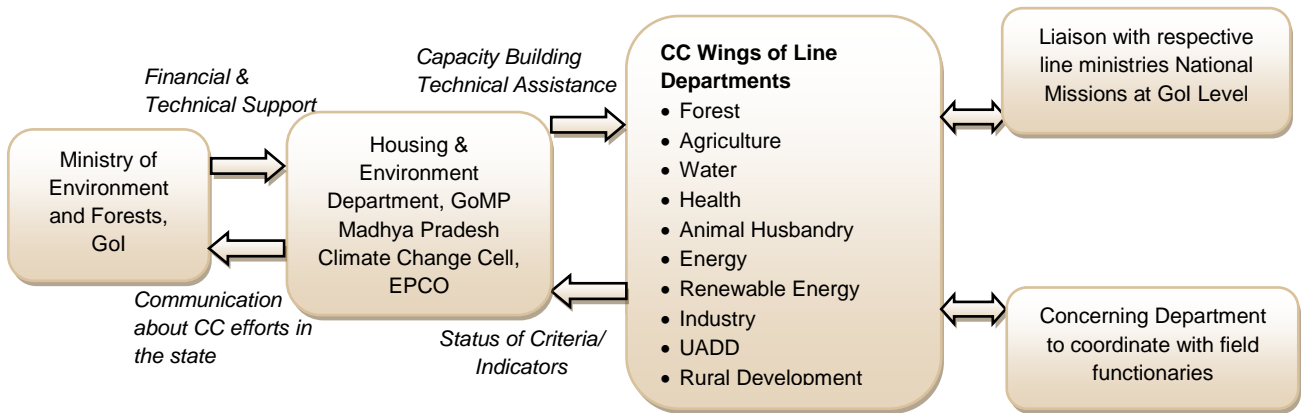 Financial &
Technical Support
Ministry of
Environment
and Forests,
GoI
Communication
about CC efforts in
the state
Capacity Building
Technical Assistance
Housing &
Environment
Department, GoMP
Madhya Pradesh
Climate Change Cell,
EPCO
Status of Criteria/
Indicators
CC Wings of Line
Departments
• Forest
• Agriculture
• Water
• Health
• Animal Husbandry
• Energy
• Renewable Energy
• Industry
• UADD
• Rural Development
Liaison with respective
line ministries National
Missions at GoI Level
Concerning Department
to coordinate with field
functionaries